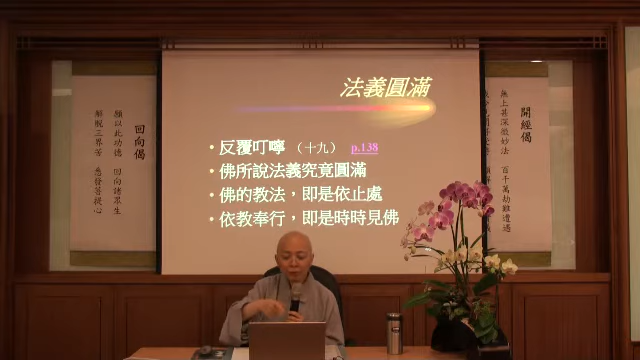 法義圓滿
• 反覆叮嚀 （十九） p.138
• 佛所說法義究竟圓滿
• 佛的教法，即是依止處
• 依教奉行，即是時時見佛
回向偈
願以此功德 回向諸眾生
解脫三界苦 悉發菩提心
開經偈
無上甚深微妙法 百千萬劫難遭遇